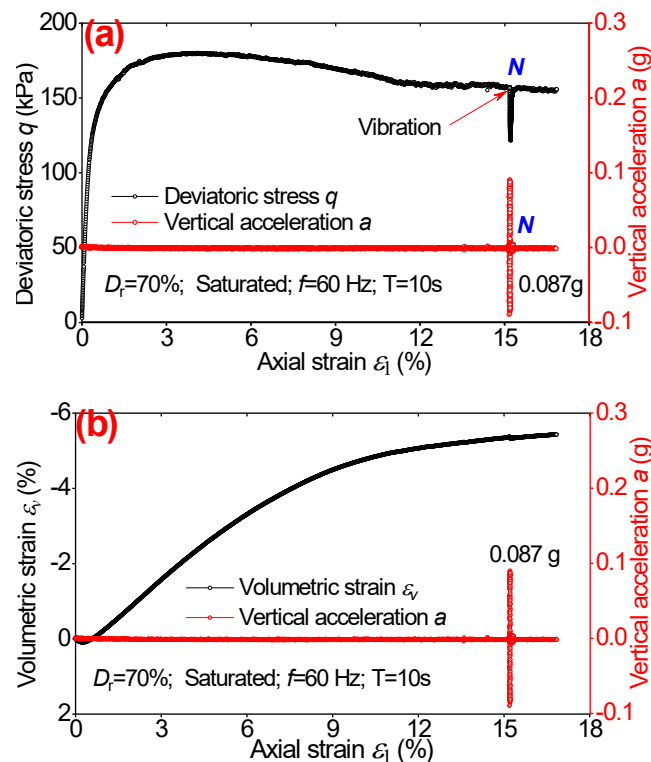 (a)
200
150
100
50
0
Deviatoric stress q (kPa)
0.3
0.2
0.1
0.0
-0.1
Vertical acceleration a (g)
N
Vibration
Deviatoric stress q
Vertical acceleration a
N
Dr=70%; Saturated; f=60 Hz; T=10s
0.087g
0 3 6 9 12 15 18
Axial strain ε1 (%)
(b)
-6
-4
-2
0
2
Volumetric strain εv (%)
0.3
0.2
0.1
0.0
-0.1
Vertical acceleration a (g)
0.087 g
Volumetric strain εv
Vertical acceleration a
Dr=70%; Saturated; f=60 Hz; T=10s
0 3 6 9 12 15 18
Axial strain ε1 (%)